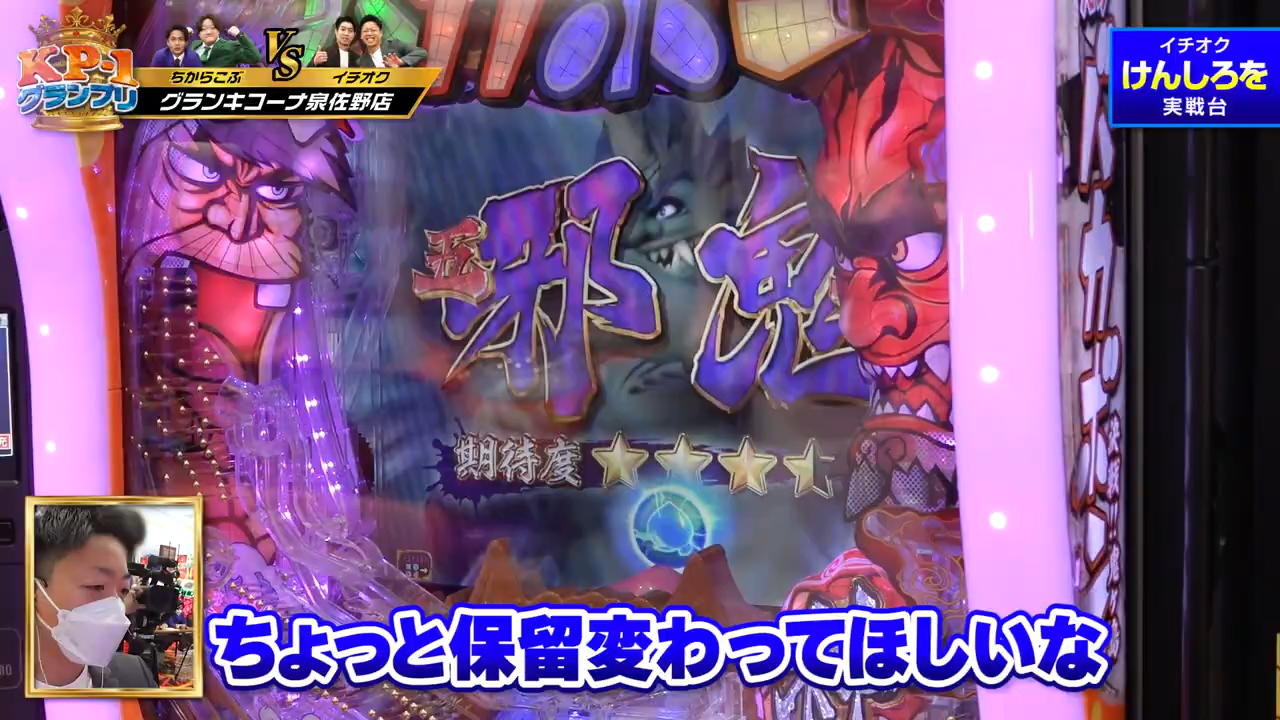 KP-1
グランプリ
VS
ちからこぶ
イチオク
グランキコーナ泉佐野店
イチオク
けんしろを
実戦台
五
邪鬼
期待度
ちょっと保留変わってほしいな